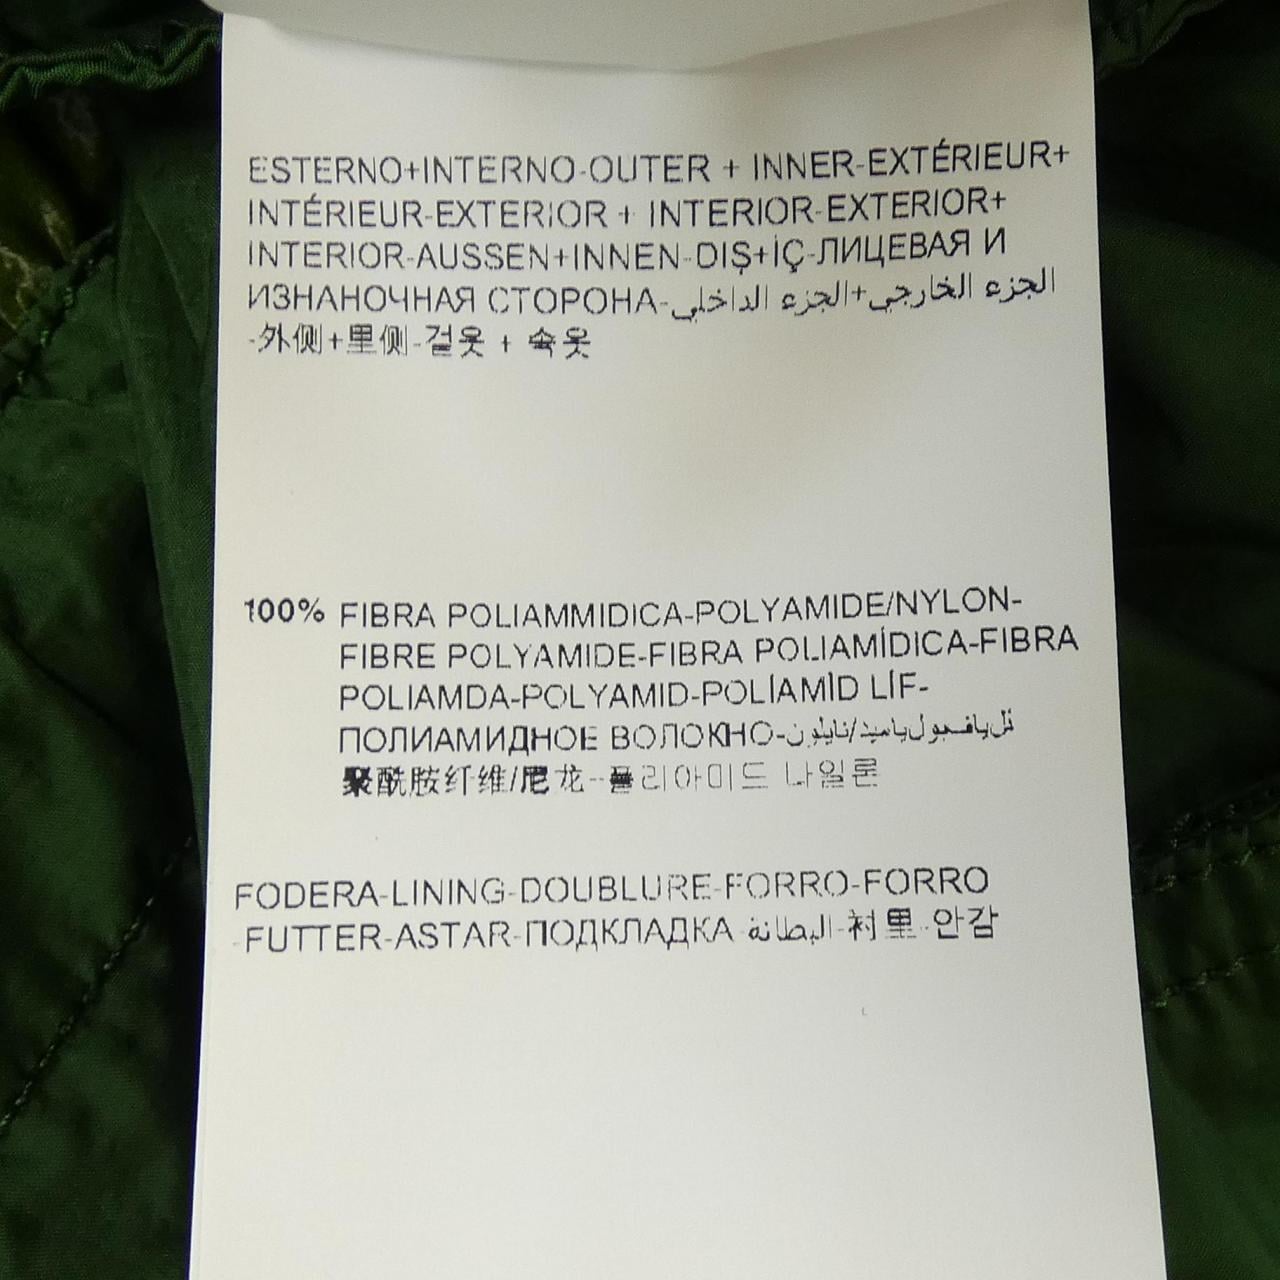 ESTERNO+INTERNO-OUTER + INNER-EXTÉRIEUR+
INTÉRIEUR-EXTERIOR + INTERIOR-EXTERIOR+
INTERIOR-AUSSEN+INNEN-DIŞ+İÇ-ЛИЦЕВАЯ И
ИЗНАНОЧНАЯ СТОРОНА-الجزء الخارجي+الجزء الداخلي
-外侧+里侧-겉옷 + 속옷
100% FIBRA POLIAMMIDICA-POLYAMIDE/NYLON-
FIBRE POLYAMIDE-FIBRA POLIAMÍDICA-FIBRA
POLIAMDA-POLYAMID-POLİAMİD LİF-
ПОЛИАМИДНОЕ ВОЛОКНО-نايلون/
聚酰胺纤维/尼龙--폴리아미드 나일론
FODERA-LINING-DOUBLURE-FORRO-FORRO
-FUTTER-ASTAR-ПОДКЛАДКА-البطانة-衬里-안감